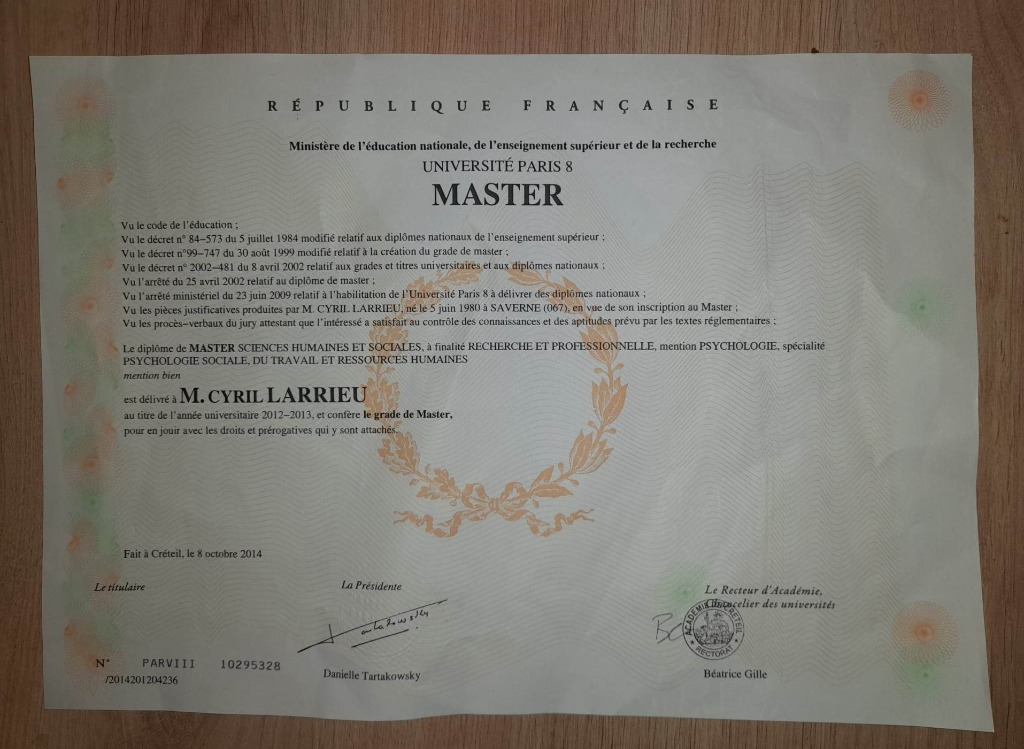 RÉPUBLIQUE FRANÇAISE
Ministère de l'éducation nationale, de l'enseignement supérieur et de la recherche
UNIVERSITÉ PARIS 8
MASTER
Vu le code de l'éducation ;
Vu le décret n° 84–573 du 5 juillet 1984 modifié relatif aux diplômes nationaux de l'enseignement supérieur ;
Vu le décret n°99–747 du 30 août 1999 modifié relatif à la création du grade de master ;
Vu le décret n° 2002–481 du 8 avril 2002 relatif aux grades et titres universitaires et aux diplômes nationaux ;
Vu l'arrêté du 25 avril 2002 relatif au diplôme de master ;
Vu l'arrêté ministériel du 23 juin 2009 relatif à l'habilitation de l'Université Paris 8 à délivrer des diplômes nationaux ;
Vu les pièces justificatives produites par M. CYRIL LARRIEU, né le 5 juin 1980 à SAVERNE (067), en vue de son inscription au Master ;
Vu les procès–verbaux du jury attestant que l'intéressé a satisfait au contrôle des connaissances et des aptitudes prévu par les textes réglementaires ;
Le diplôme de MASTER SCIENCES HUMAINES ET SOCIALES, à finalité RECHERCHE ET PROFESSIONNELLE, mention PSYCHOLOGIE, spécialité
PSYCHOLOGIE SOCIALE, DU TRAVAIL ET RESSOURCES HUMAINES
mention bien
est délivré à M. CYRIL LARRIEU
au titre de l'année universitaire 2012–2013, et confère le grade de Master,
pour en jouir avec les droits et prérogatives qui y sont attachés.
Fait à Créteil, le 8 octobre 2014
Le titulaire
La Présidente
Le Recteur d'Académie,
Chancelier des universités
ACADEMIE DE CRETEIL
RECTORAT
N° PARVIII 10295328
/2014201204236
Danielle Tartakowsky
Béatrice Gille